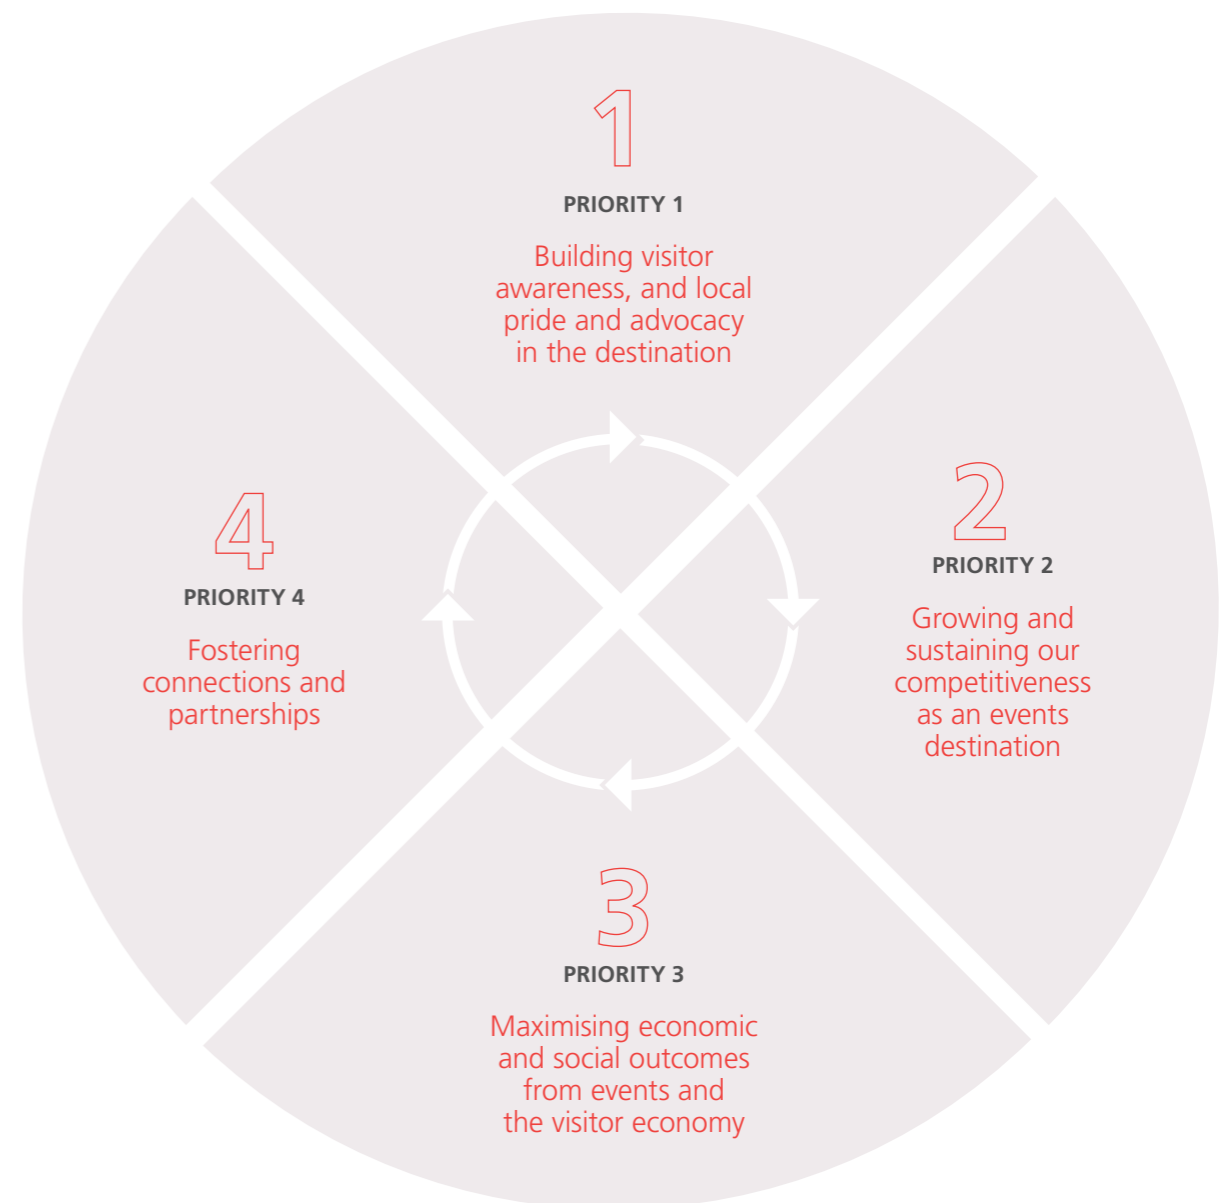 1
PRIORITY 1
Building visitor
awareness, and local
pride and advocacy
in the destination
2
PRIORITY 2
Growing and
sustaining our
competitiveness
as an events
destination
3
PRIORITY 3
Maximising economic
and social outcomes
from events and
the visitor economy
4
PRIORITY 4
Fostering
connections and
partnerships